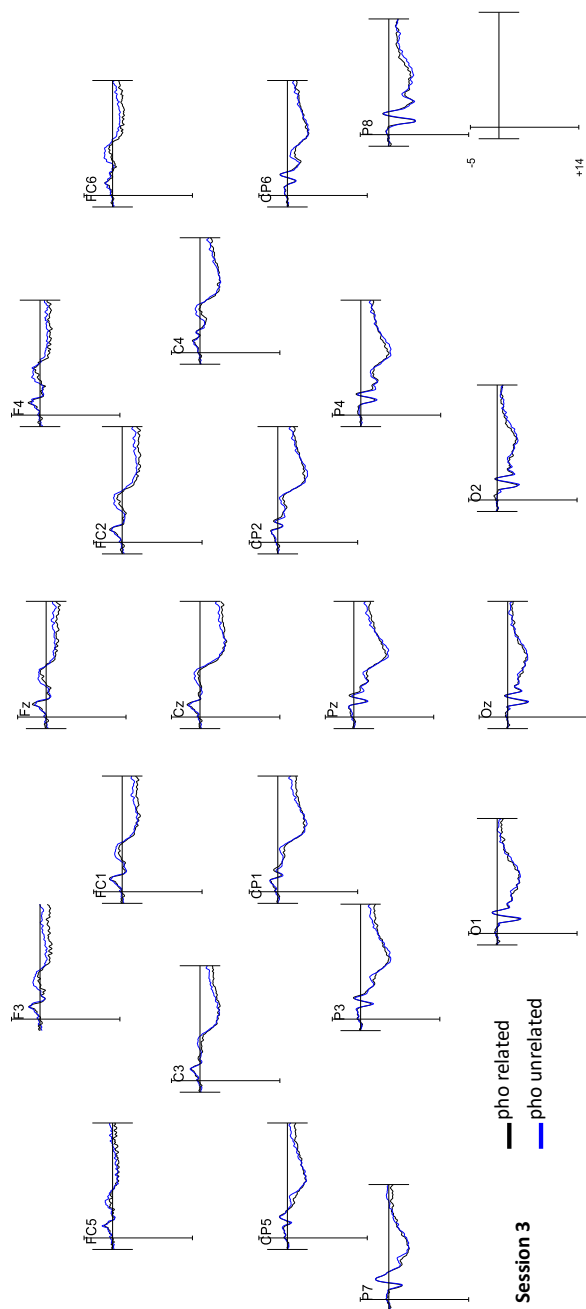 F3
Fz
F4
FC5
FC1
FC2
FC6
C3
Cz
C4
CP5
CP1
CP2
CP6
P7
P3
Pz
P4
P8
O1
Oz
O2
-5
+14
Session 3
pho related
pho unrelated